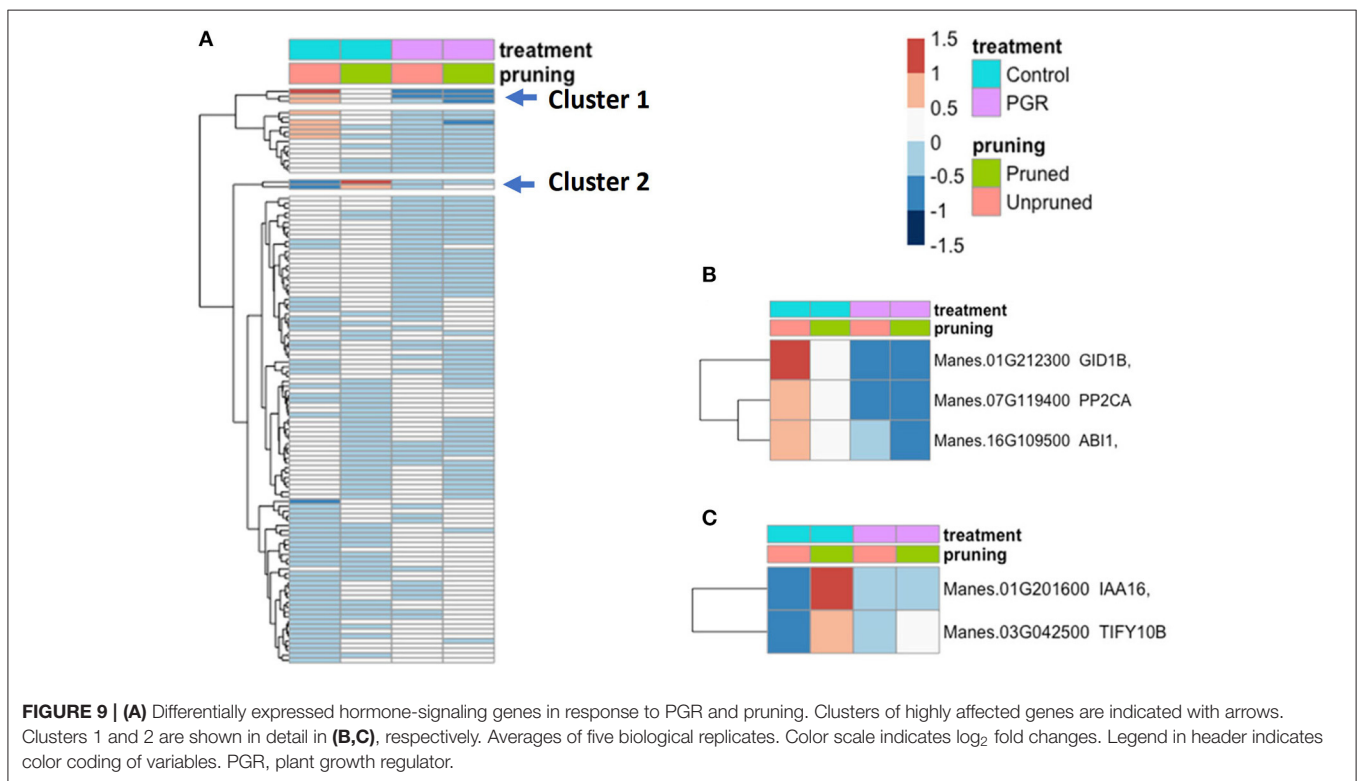 A
treatment
pruning
Cluster 1
Cluster 2
1.5
1
0.5
0
-0.5
-1
-1.5
treatment
Control
PGR
pruning
Pruned
Unpruned
B
treatment
pruning
Manes.01G212300 GID1B,
Manes.07G119400 PP2CA
Manes.16G109500 ABI1,
C
treatment
pruning
Manes.01G201600 IAA16,
Manes.03G042500 TIFY10B
FIGURE 9 | (A) Differentially expressed hormone-signaling genes in response to PGR and pruning. Clusters of highly affected genes are indicated with arrows.
Clusters 1 and 2 are shown in detail in (B,C), respectively. Averages of five biological replicates. Color scale indicates log₂ fold changes. Legend in header indicates
color coding of variables. PGR, plant growth regulator.